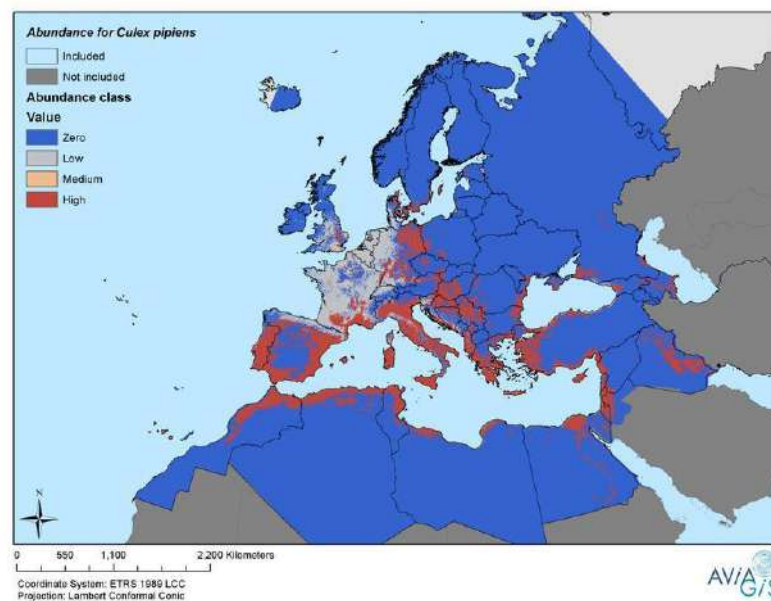 Abundance for Culex pipiens
Included
Not included
Abundance class
Value
Zero
Low
Medium
High
N
0 550 1,100 2,200 Kilometers
Coordinate System: ETRS 1989 LCC
Projection: Lambert Conformal Conic
AViA
GiS